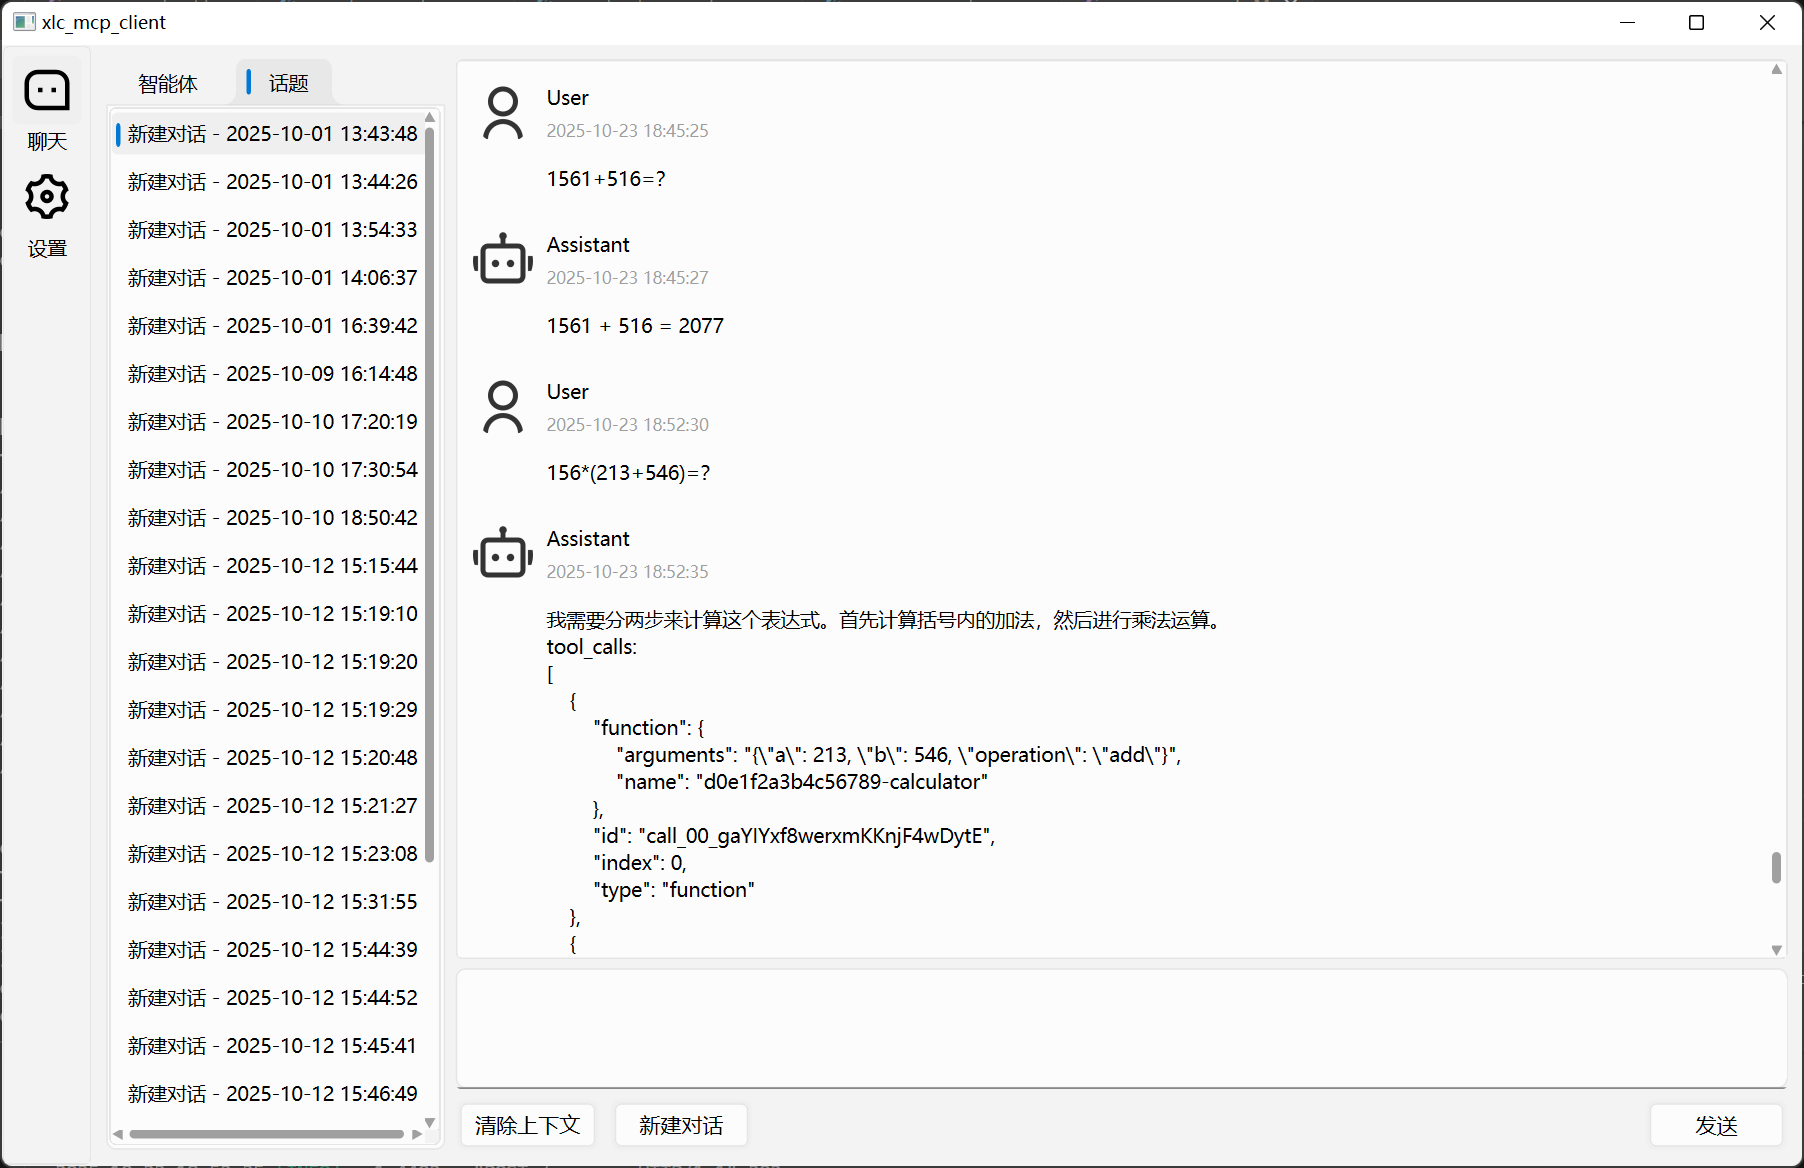 xlc_mcp_client
聊天
设置
智能体
话题
新建对话 - 2025-10-01 13:43:48
新建对话 - 2025-10-01 13:44:26
新建对话 - 2025-10-01 13:54:33
新建对话 - 2025-10-01 14:06:37
新建对话 - 2025-10-01 16:39:42
新建对话 - 2025-10-09 16:14:48
新建对话 - 2025-10-10 17:20:19
新建对话 - 2025-10-10 17:30:54
新建对话 - 2025-10-10 18:50:42
新建对话 - 2025-10-12 15:15:44
新建对话 - 2025-10-12 15:19:10
新建对话 - 2025-10-12 15:19:20
新建对话 - 2025-10-12 15:19:29
新建对话 - 2025-10-12 15:20:48
新建对话 - 2025-10-12 15:21:27
新建对话 - 2025-10-12 15:23:08
新建对话 - 2025-10-12 15:31:55
新建对话 - 2025-10-12 15:44:39
新建对话 - 2025-10-12 15:44:52
新建对话 - 2025-10-12 15:45:41
新建对话 - 2025-10-12 15:46:49
User
2025-10-23 18:45:25
1561+516=?
Assistant
2025-10-23 18:45:27
1561 + 516 = 2077
User
2025-10-23 18:52:30
156*(213+546)=?
Assistant
2025-10-23 18:52:35
我需要分两步来计算这个表达式。首先计算括号内的加法，然后进行乘法运算。
tool_calls:
[
{
"function": {
"arguments": "{\"a\": 213, \"b\": 546, \"operation\": \"add\"}",
"name": "d0e1f2a3b4c56789-calculator"
},
"id": "call_00_gaYIYxf8werxmKKnjF4wDytE",
"index": 0,
"type": "function"
},
{
清除上下文
新建对话
发送